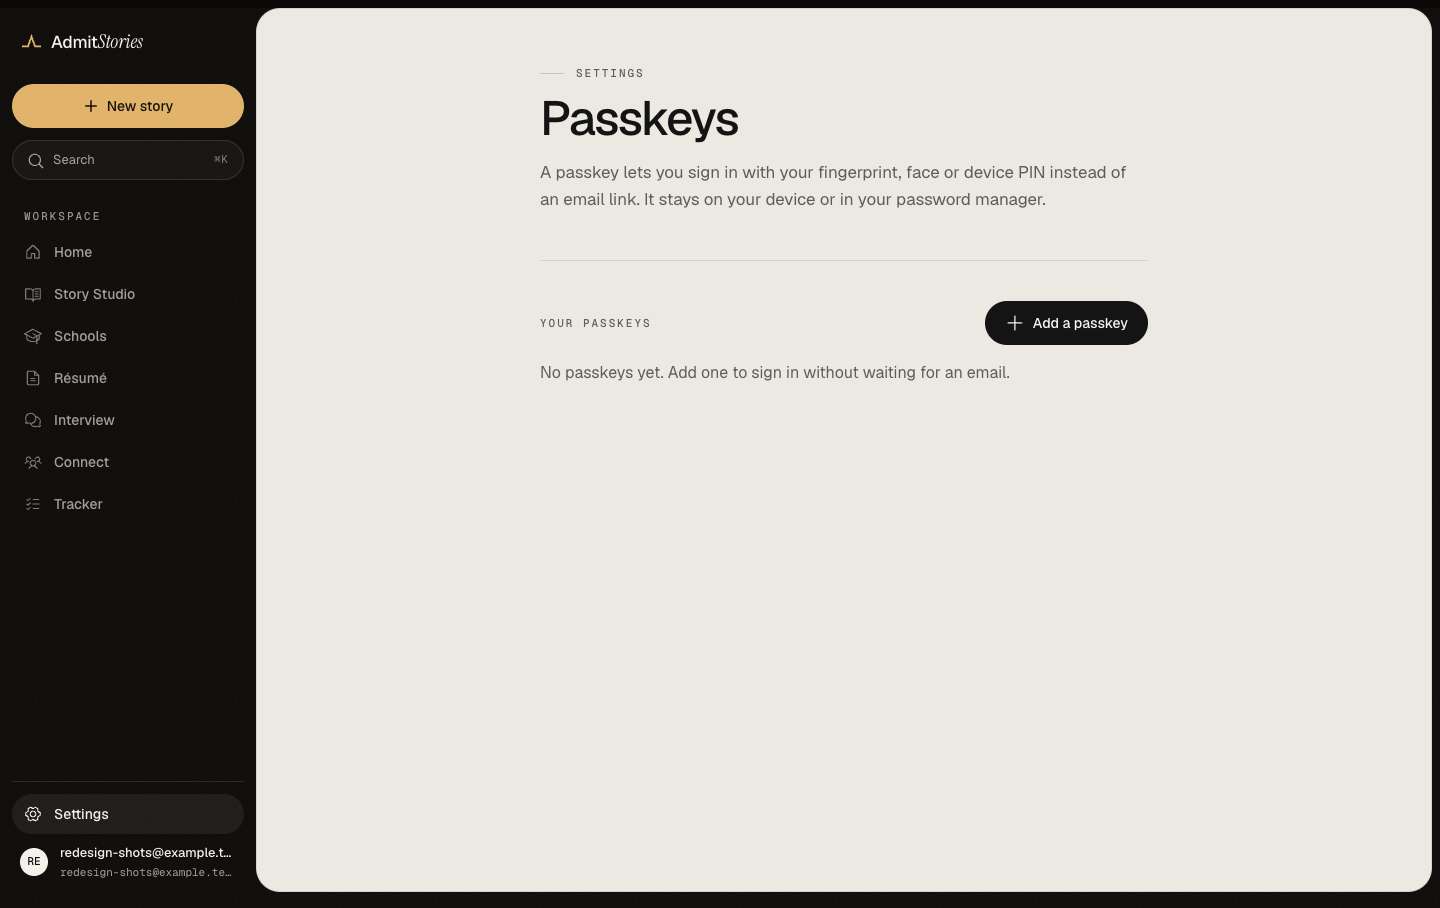 AdmitStories
New story
Search ⌘K
WORKSPACE
Home
Story Studio
Schools
Résumé
Interview
Connect
Tracker
Settings
RE
redesign-shots@example.t…
redesign-shots@example.te…
SETTINGS
Passkeys
A passkey lets you sign in with your fingerprint, face or device PIN instead of
an email link. It stays on your device or in your password manager.
YOUR PASSKEYS
Add a passkey
No passkeys yet. Add one to sign in without waiting for an email.